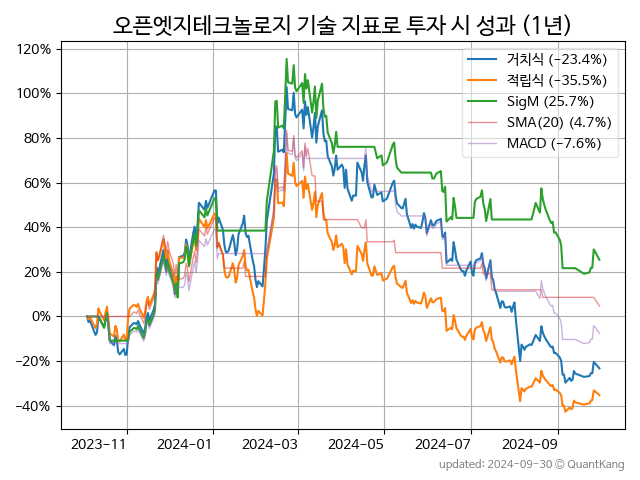 오픈엣지테크놀로지 기술 지표로 투자 시 성과 (1년)
120%
100%
80%
60%
40%
20%
0%
−20%
−40%
거치식 (−23.4%)
적립식 (−35.5%)
SigM (25.7%)
SMA(20) (4.7%)
MACD (−7.6%)
2023-11 2024-01 2024-03 2024-05 2024-07 2024-09
updated: 2024-09-30 © QuantKang